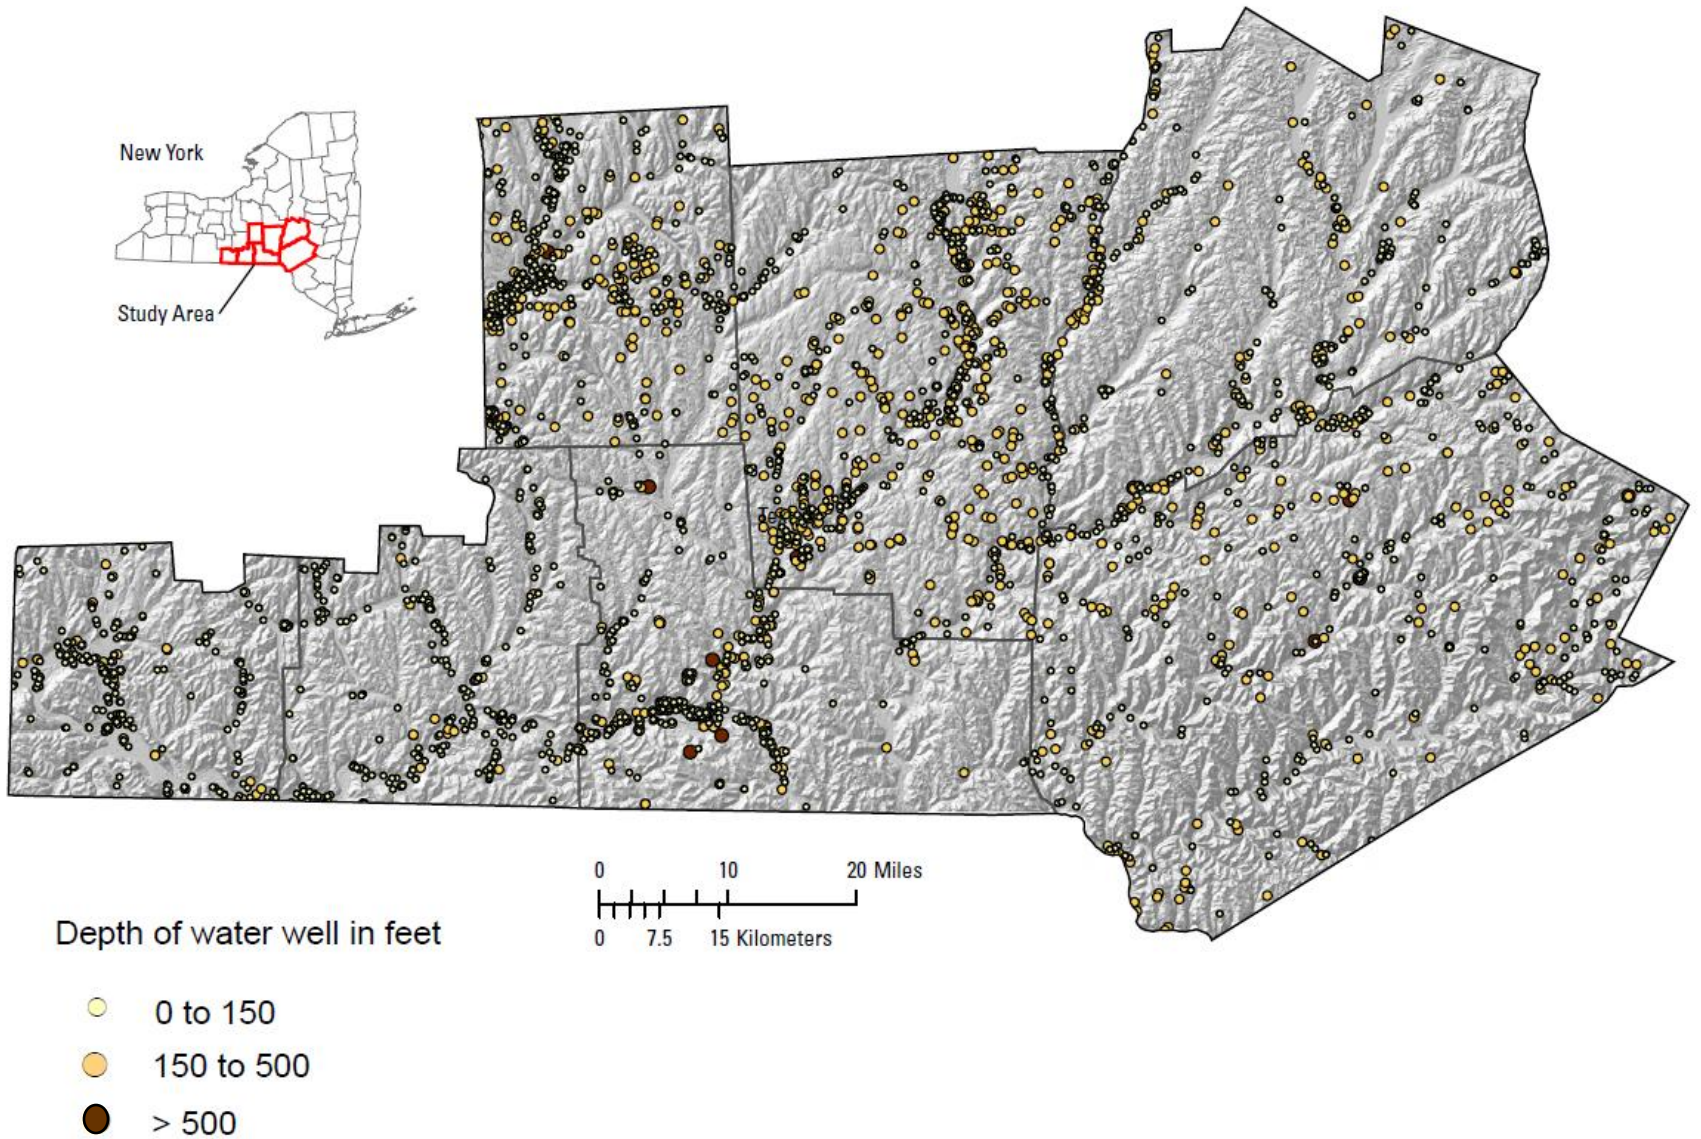 New York
Study Area
0 10 20 Miles
0 7.5 15 Kilometers
Depth of water well in feet
0 to 150
150 to 500
> 500